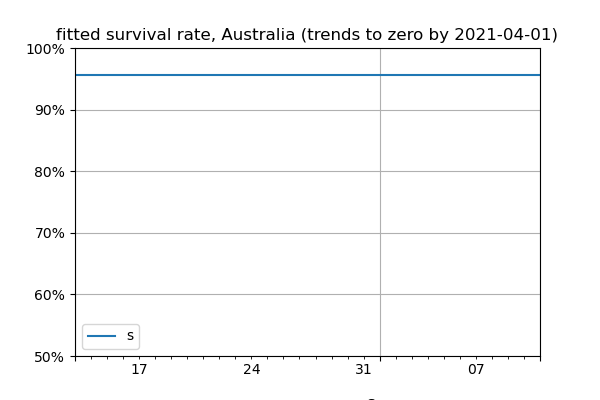 fitted survival rate, Australia (trends to zero by 2021-04-01)
100%
90%
80%
70%
60%
50%
s
17 24 31 07